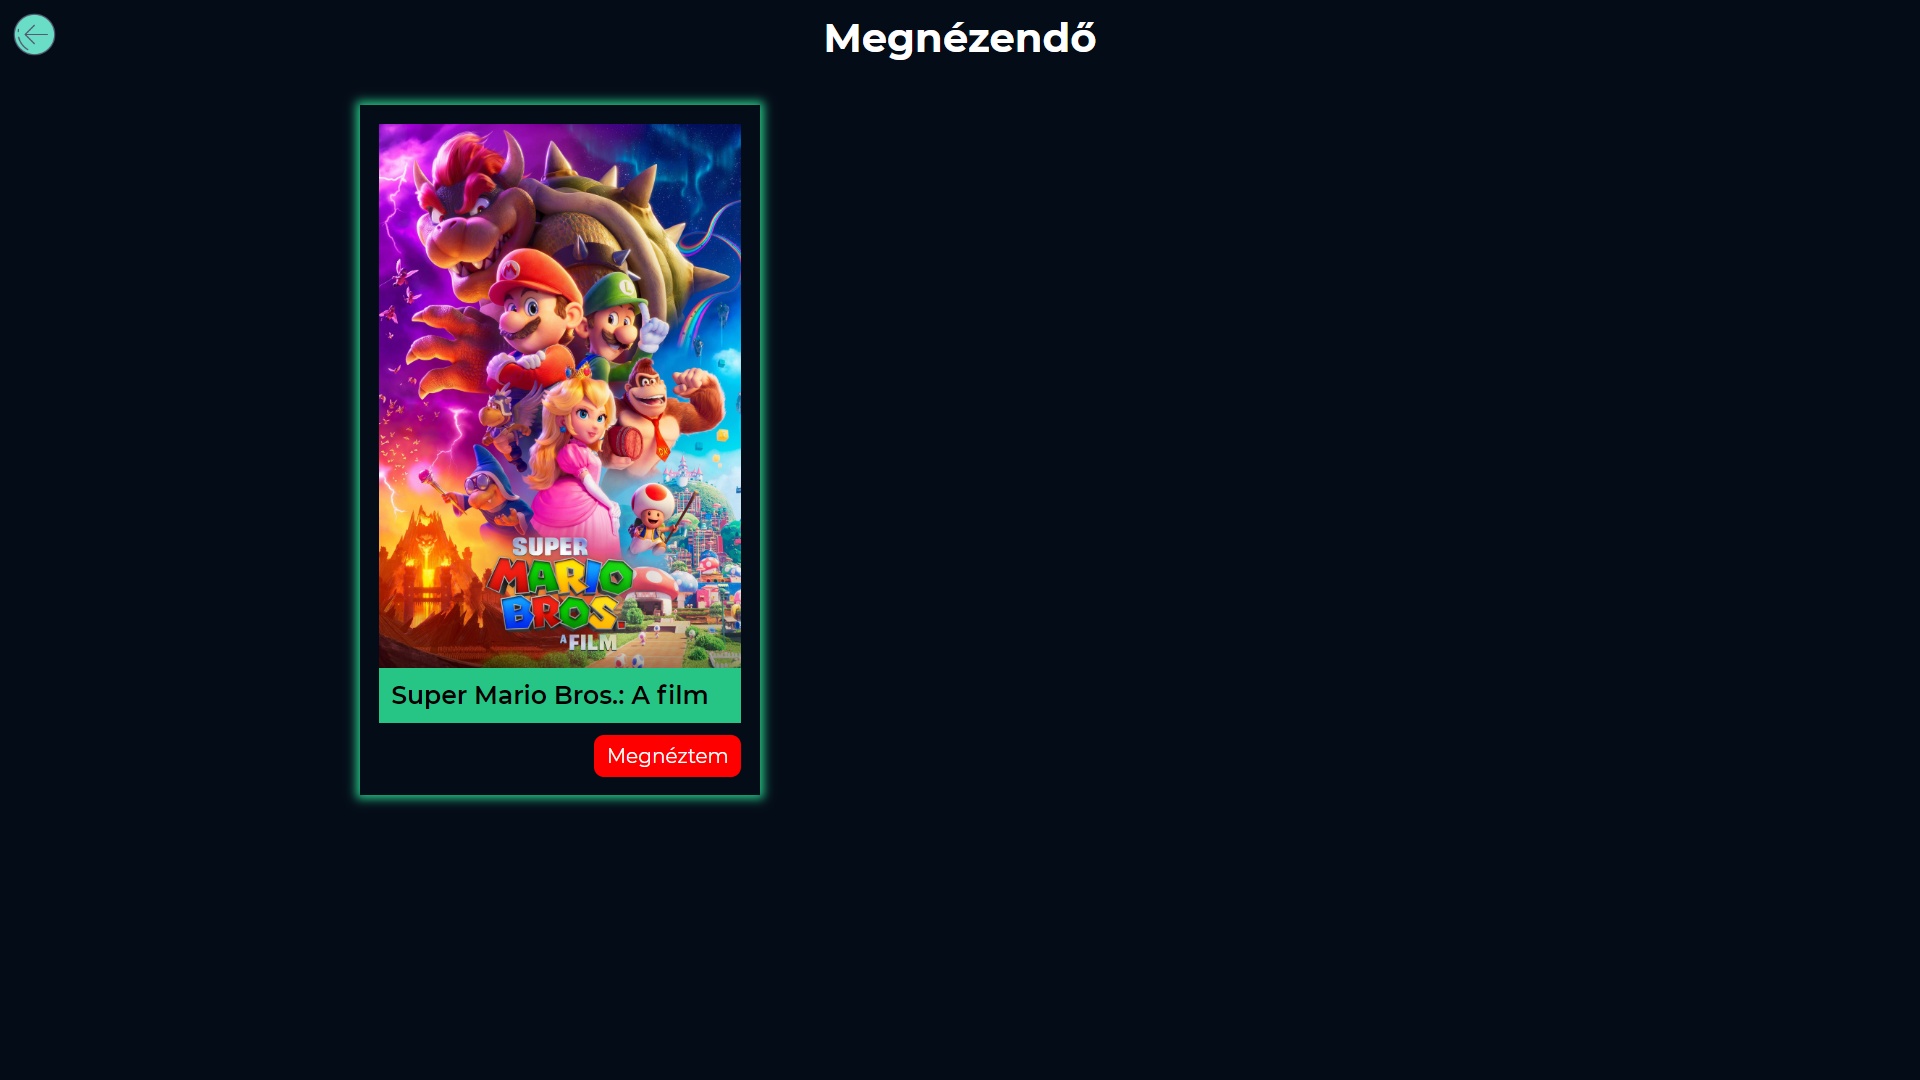 Megnézendő
SUPER
MARIO
BROS.
A FILM
Super Mario Bros.: A film
Megnéztem